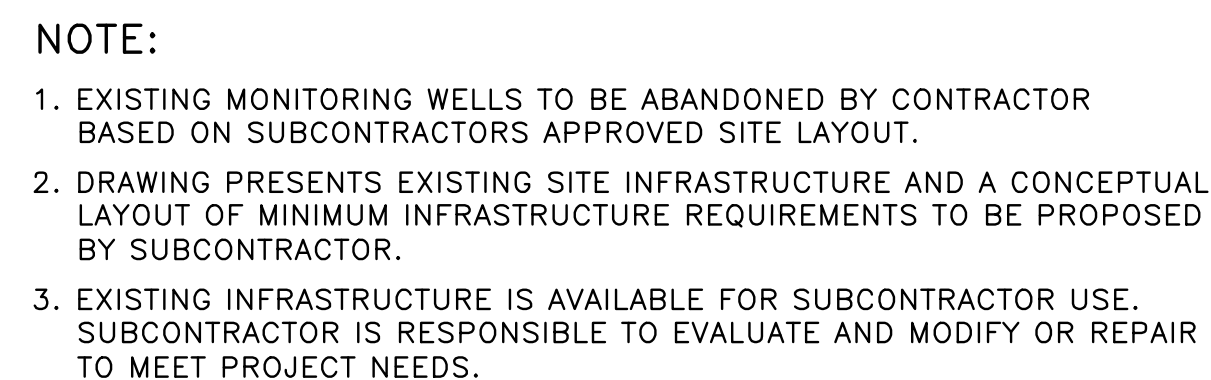 NOTE:
1. EXISTING MONITORING WELLS TO BE ABANDONED BY CONTRACTOR
BASED ON SUBCONTRACTORS APPROVED SITE LAYOUT.
2. DRAWING PRESENTS EXISTING SITE INFRASTRUCTURE AND A CONCEPTUAL
LAYOUT OF MINIMUM INFRASTRUCTURE REQUIREMENTS TO BE PROPOSED
BY SUBCONTRACTOR.
3. EXISTING INFRASTRUCTURE IS AVAILABLE FOR SUBCONTRACTOR USE.
SUBCONTRACTOR IS RESPONSIBLE TO EVALUATE AND MODIFY OR REPAIR
TO MEET PROJECT NEEDS.